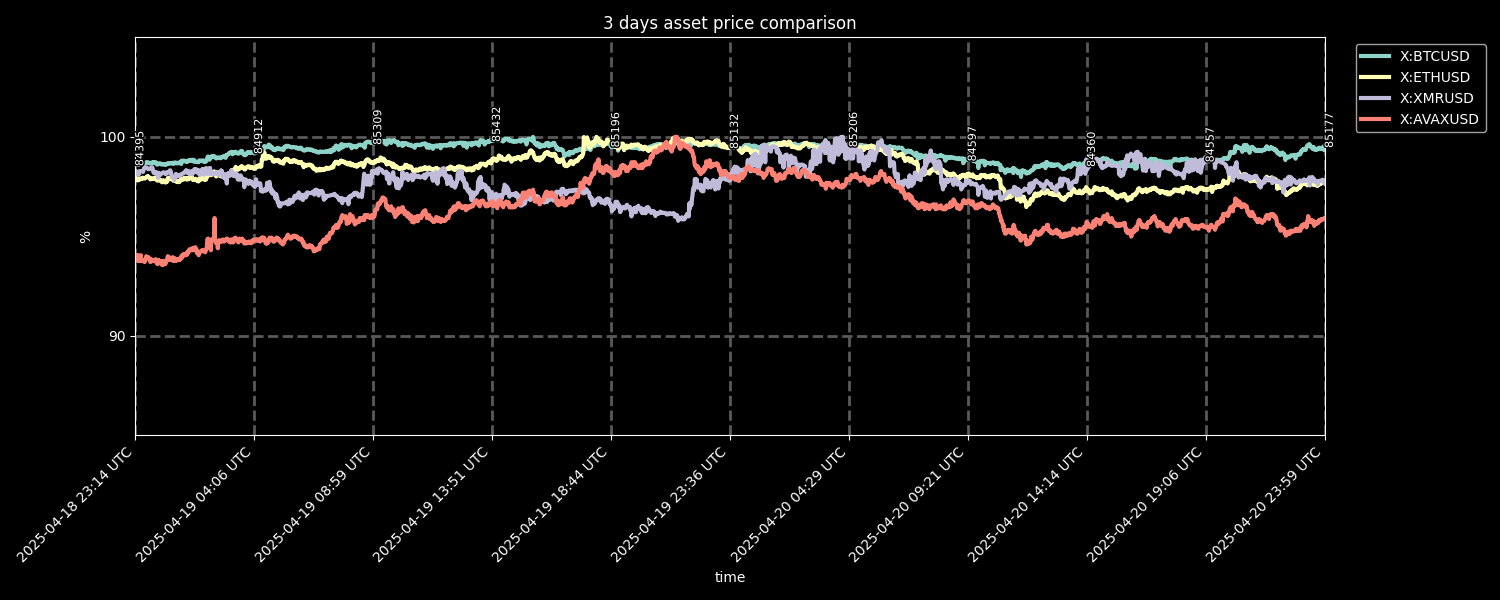 3 days asset price comparison
X:BTCUSD
X:ETHUSD
X:XMRUSD
X:AVAXUSD
100
90
%
84395
84912
85309
85432
85196
85132
85206
84597
84360
84557
85177
2025-04-18 23:14 UTC
2025-04-19 04:06 UTC
2025-04-19 08:59 UTC
2025-04-19 13:51 UTC
2025-04-19 18:44 UTC
2025-04-19 23:36 UTC
2025-04-20 04:29 UTC
2025-04-20 09:21 UTC
2025-04-20 14:14 UTC
2025-04-20 19:06 UTC
2025-04-20 23:59 UTC
time